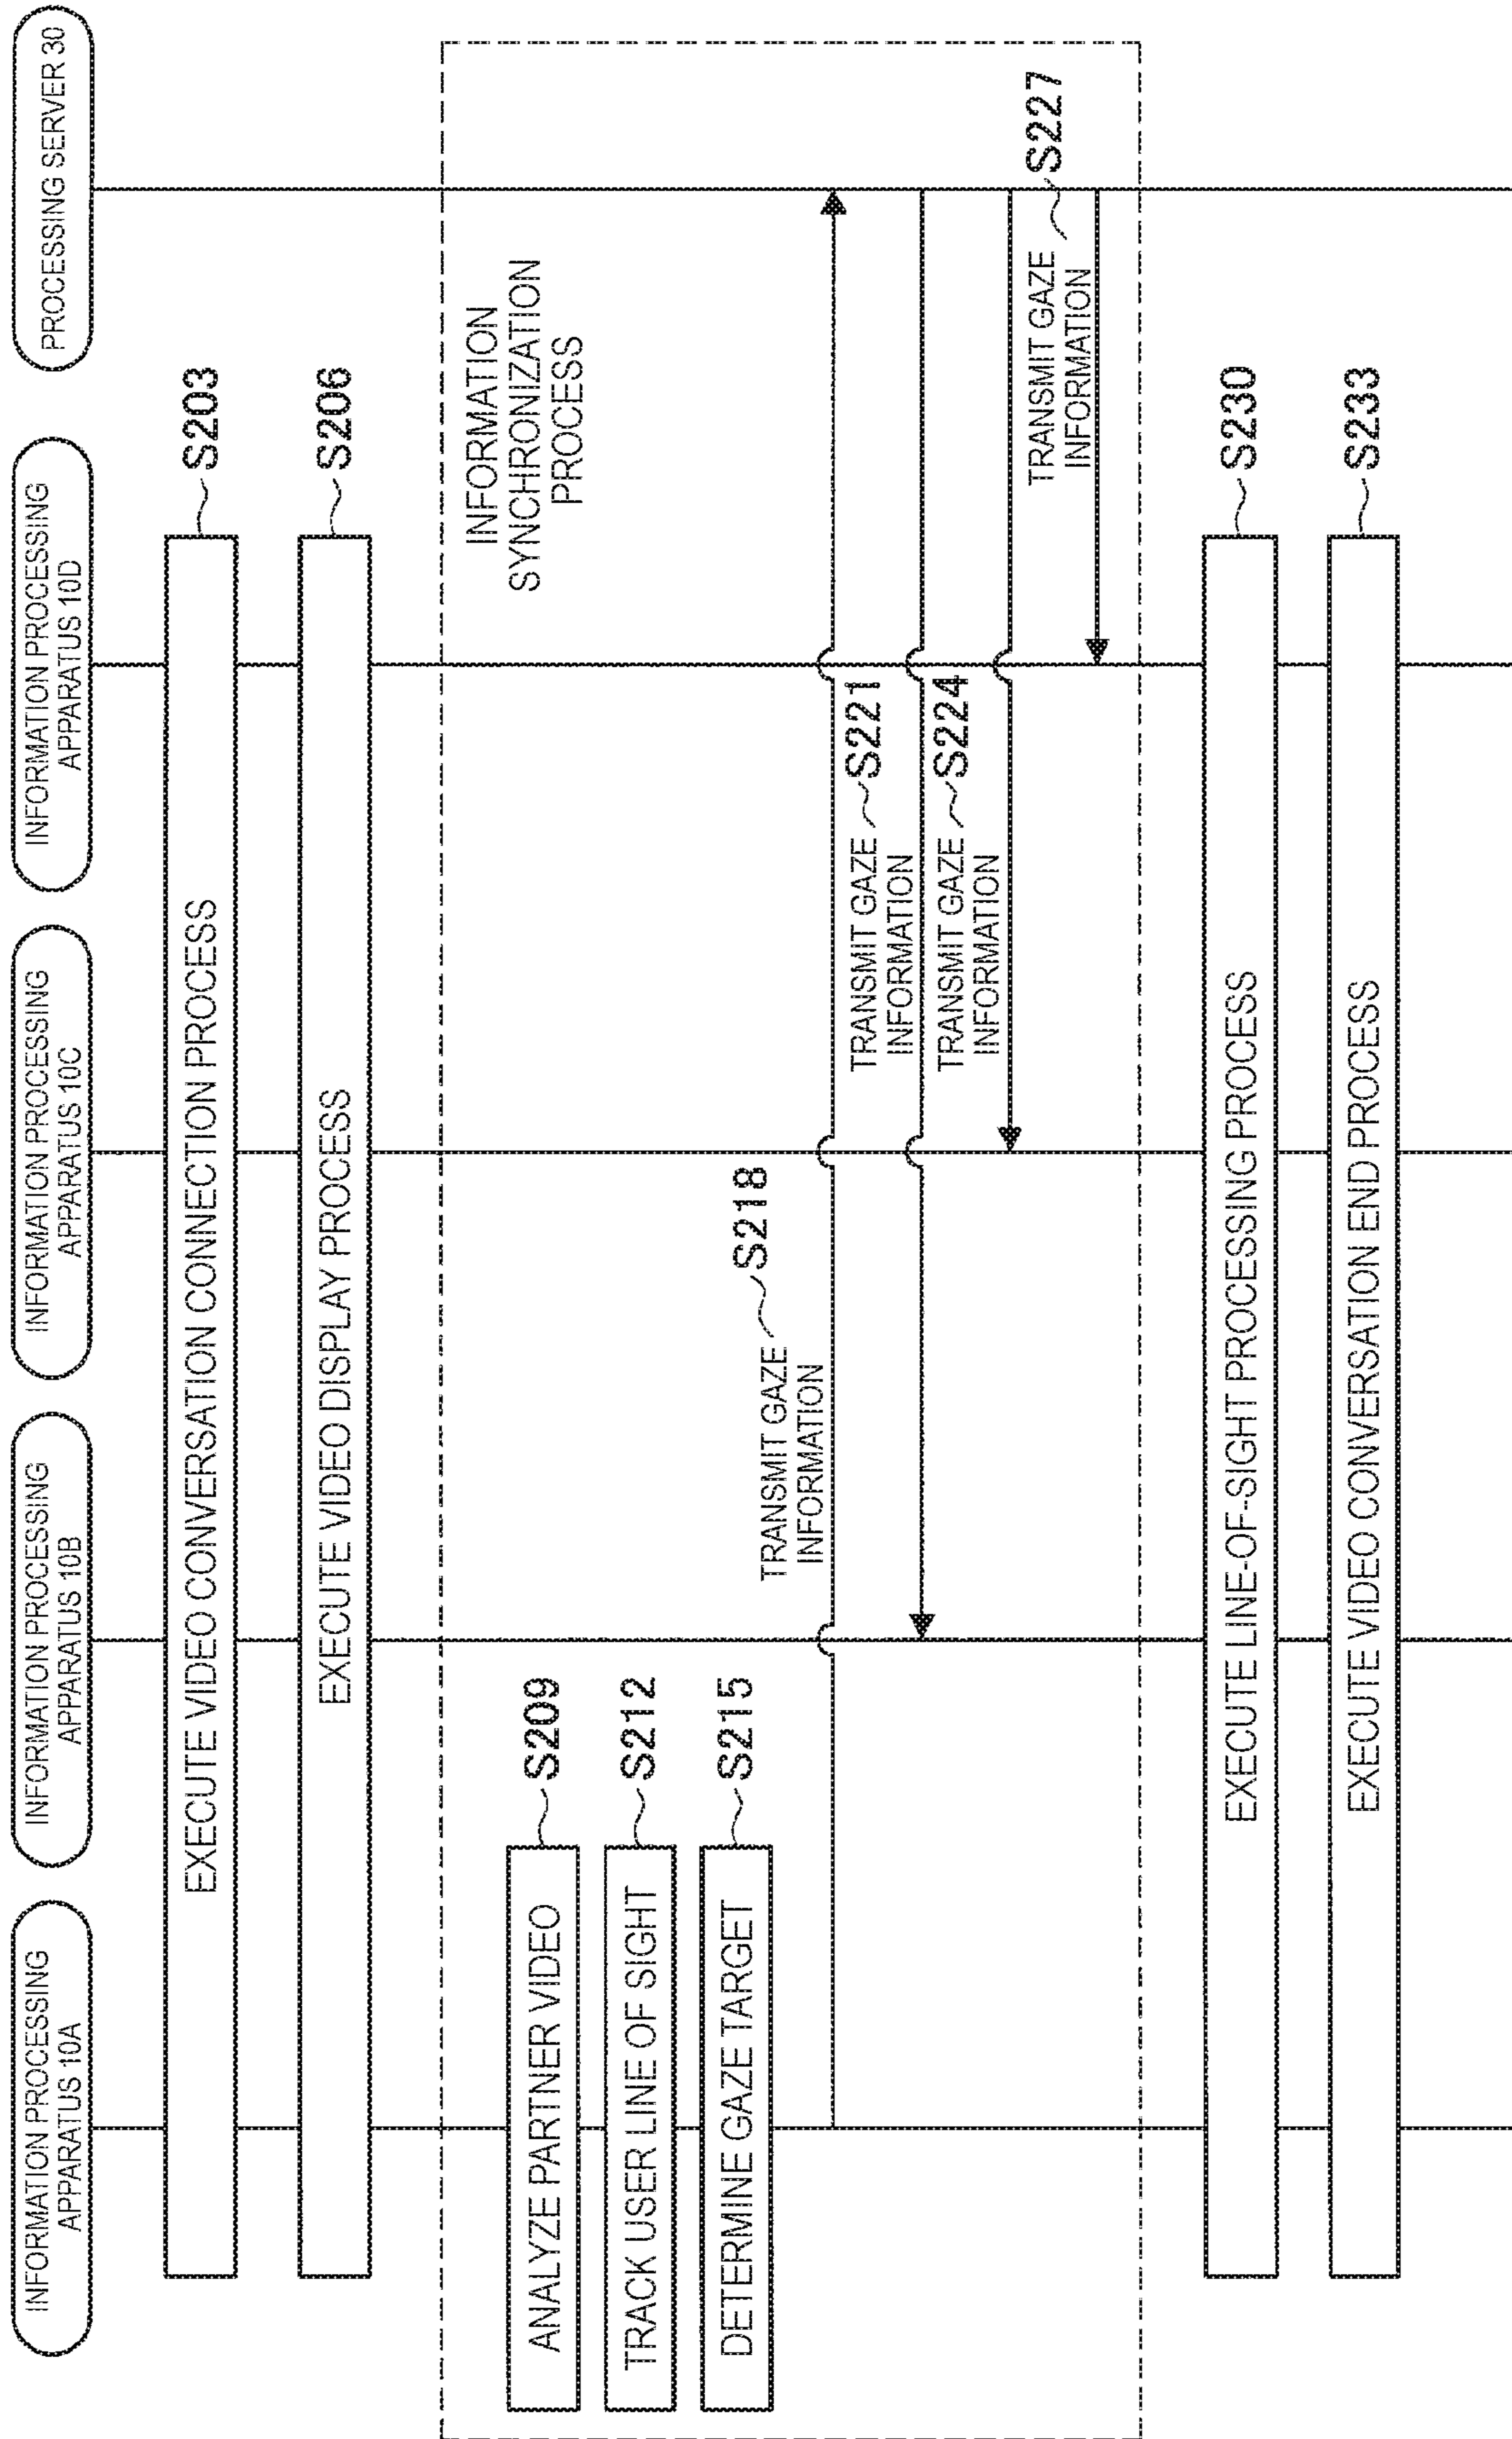 INFORMATION PROCESSING
APPARATUS 10A
INFORMATION PROCESSING
APPARATUS 10B
INFORMATION PROCESSING
APPARATUS 10C
INFORMATION PROCESSING
APPARATUS 10D
PROCESSING SERVER 30
EXECUTE VIDEO CONVERSATION CONNECTION PROCESS
S203
EXECUTE VIDEO DISPLAY PROCESS
S206
INFORMATION
SYNCHRONIZATION
PROCESS
ANALYZE PARTNER VIDEO
S209
TRACK USER LINE OF SIGHT
S212
DETERMINE GAZE TARGET
S215
TRANSMIT GAZE
INFORMATION
S218
TRANSMIT GAZE
INFORMATION
S221
TRANSMIT GAZE
INFORMATION
S224
TRANSMIT GAZE
INFORMATION
S227
EXECUTE LINE-OF-SIGHT PROCESSING PROCESS
S230
EXECUTE VIDEO CONVERSATION END PROCESS
S233